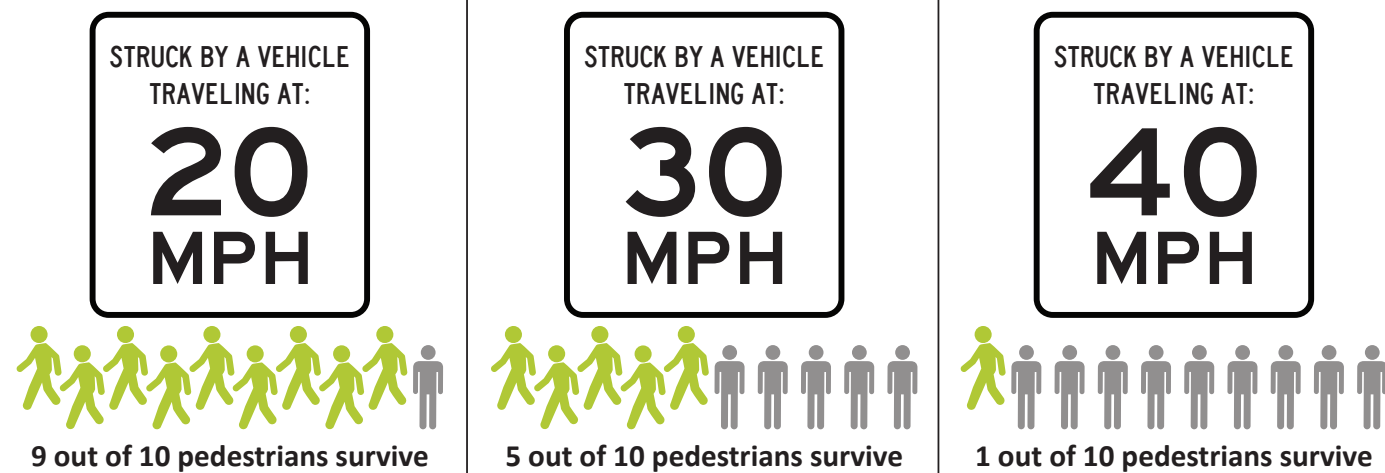 STRUCK BY A VEHICLE
TRAVELING AT:
20
MPH
9 out of 10 pedestrians survive
STRUCK BY A VEHICLE
TRAVELING AT:
30
MPH
5 out of 10 pedestrians survive
STRUCK BY A VEHICLE
TRAVELING AT:
40
MPH
1 out of 10 pedestrians survive